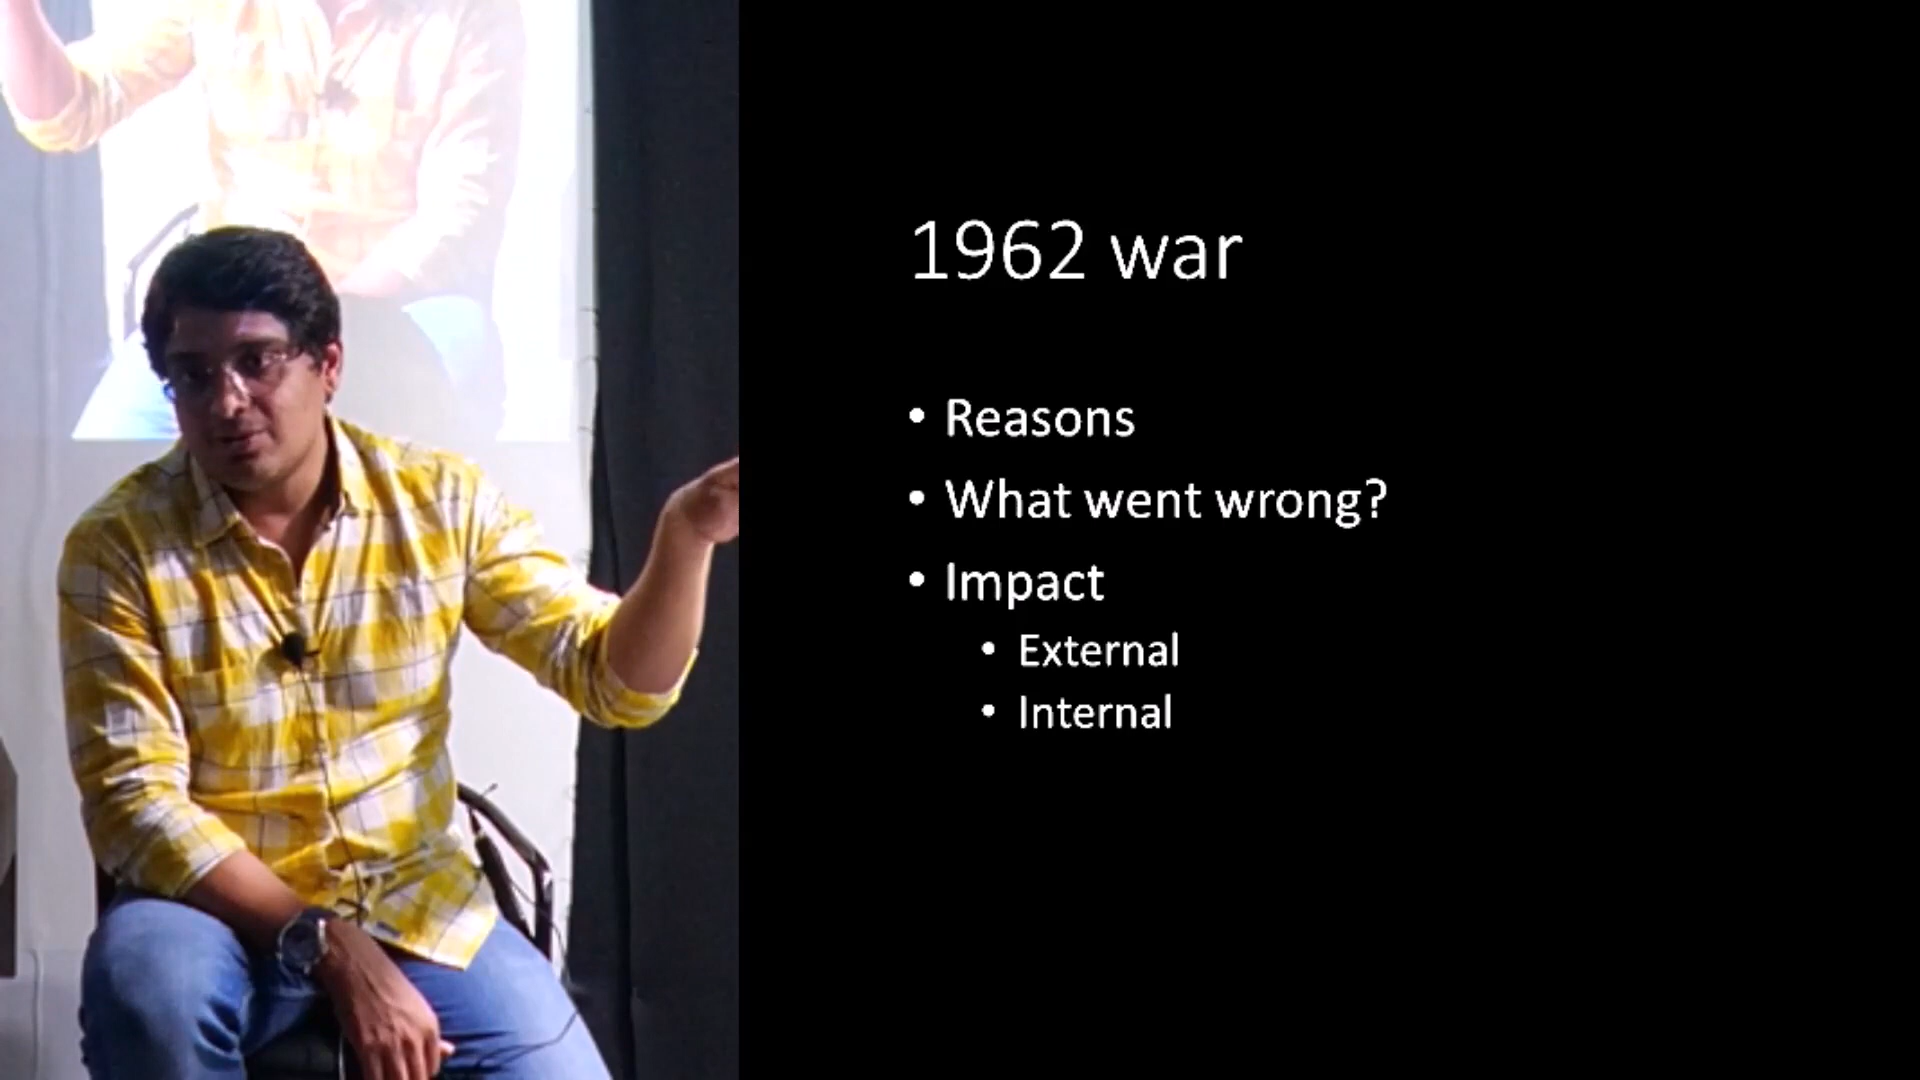 1962 war
• Reasons
• What went wrong?
• Impact
• External
• Internal